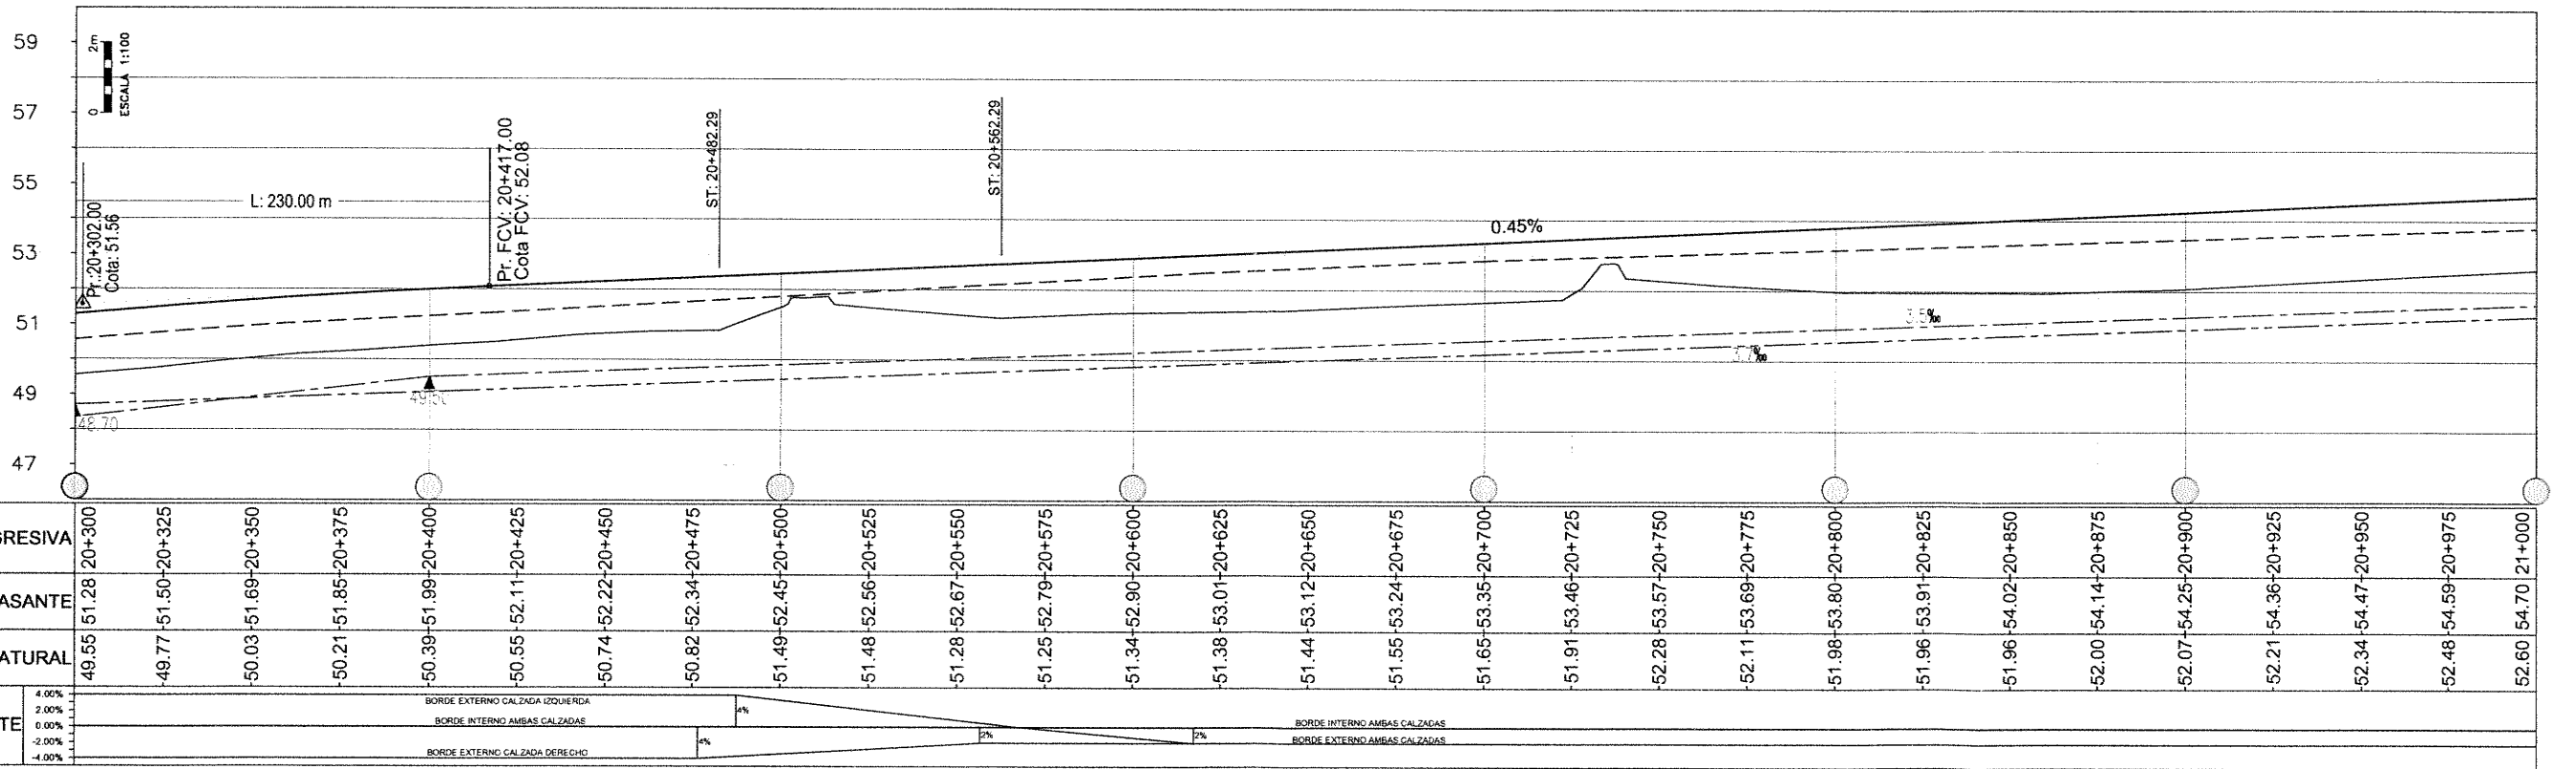 59
57
55
53
51
49
47
2m
0
ESCALA 1:100
Pr.:20+302.00
Cota: 51.56
L: 230.00 m
Pr. FCV: 20+417.00
Cota FCV: 52.08
ST: 20+482.29
ST: 20+562.29
0.45%
3.5‰
3.7‰
49.50
48.70
GRESIVA
20+300 20+325 20+350 20+375 20+400 20+425 20+450 20+475 20+500 20+525 20+550 20+575 20+600 20+625 20+650 20+675 20+700 20+725 20+750 20+775 20+800 20+825 20+850 20+875 20+900 20+925 20+950 20+975 21+000
ASANTE
51.28 51.50 51.69 51.85 51.99 52.11 52.22 52.34 52.45 52.56 52.67 52.79 52.90 53.01 53.12 53.24 53.35 53.46 53.57 53.69 53.80 53.91 54.02 54.14 54.25 54.36 54.47 54.59 54.70
ATURAL
49.55 49.77 50.03 50.21 50.39 50.55 50.74 50.82 51.49 51.48 51.28 51.25 51.34 51.38 51.44 51.55 51.65 51.91 52.28 52.11 51.98 51.96 51.96 52.00 52.07 52.21 52.34 52.48 52.60
TE
4.00%
2.00%
0.00%
-2.00%
-4.00%
BORDE EXTERNO CALZADA IZQUIERDA
BORDE INTERNO AMBAS CALZADAS
BORDE EXTERNO CALZADA DERECHO
4%
4%
2%
2%
BORDE INTERNO AMBAS CALZADAS
BORDE EXTERNO AMBAS CALZADAS